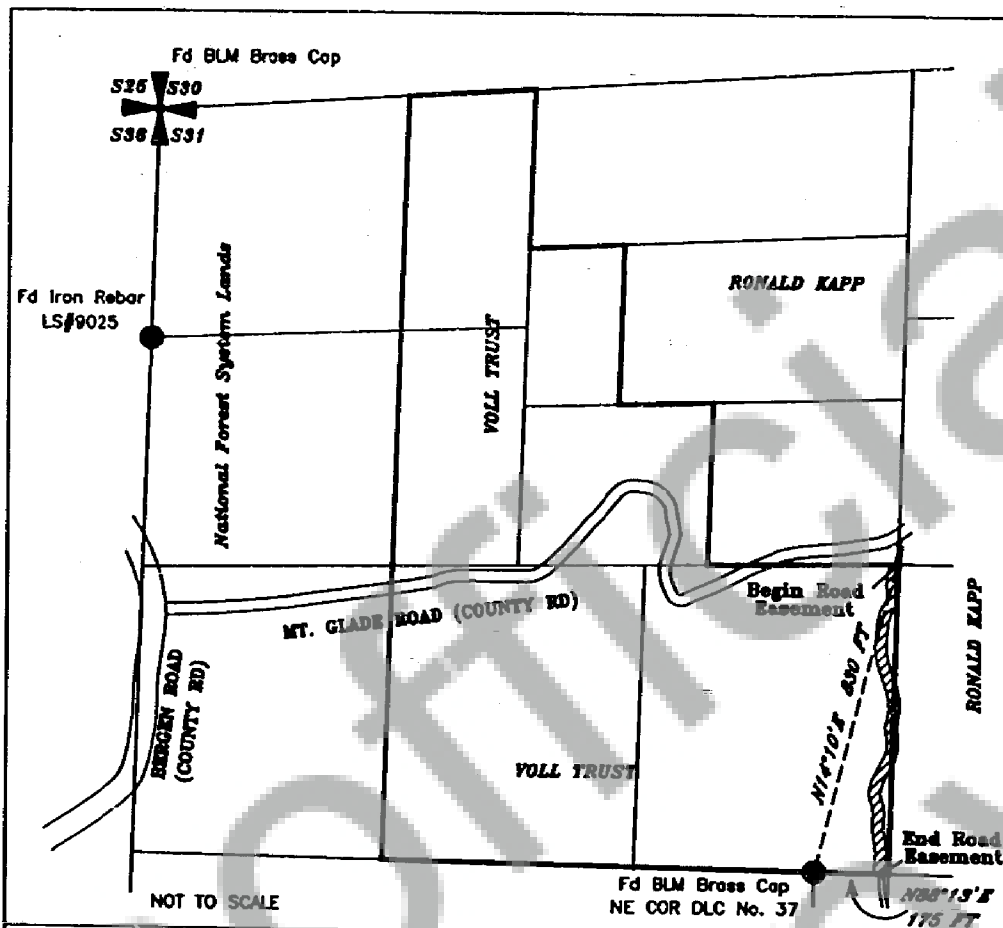 Fd BLM Brass Cap
S25 S30
S36 S31
Fd Iron Rebar
LS#9025
National Forest System Lands
VOLL TRUST
RONALD KAPP
MT. GLADE ROAD (COUNTY RD)
Begin Road
Easement
N14°10'E 830 FT
RONALD KAPP
BERGEN ROAD
(COUNTY RD)
VOLL TRUST
End Road
Easement
NOT TO SCALE
Fd BLM Brass Cap
NE COR DLC No. 37
175 FT